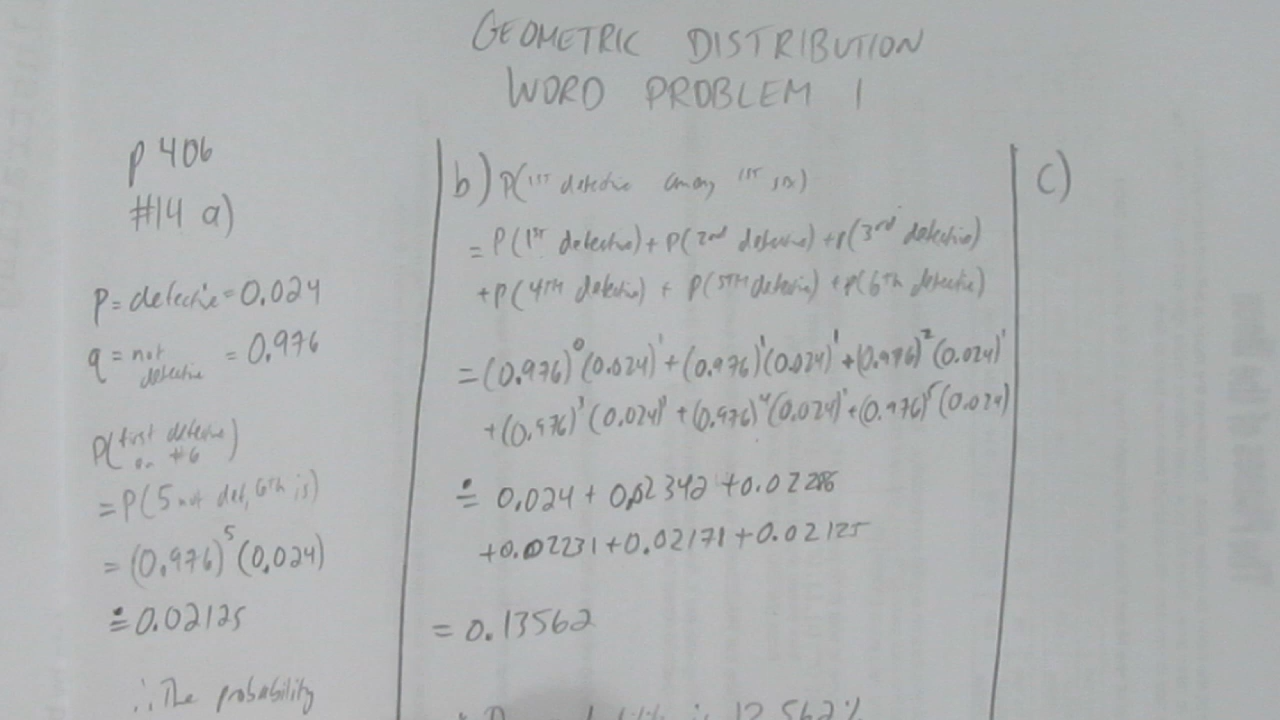 GEOMETRIC DISTRIBUTION
WORD PROBLEM 1
p 406
#14 a)
p = defective = 0.024
q = not defective = 0.976
P(first defective on #6)
= P(5 not def, 6th is)
= (0.976)^5 (0.024)
≐ 0.02125
∴ The probability
b) P(1ST defective among 1ST six)
= P(1st defective) + P(2nd defective) + P(3rd defective)
+ P(4TH defective) + P(5TH defective) + P(6th defective)
= (0.976)^0 (0.024)^1 + (0.976)^1 (0.024)^1 + (0.976)^2 (0.024)^1
+ (0.976)^3 (0.024)^1 + (0.976)^4 (0.024)^1 + (0.976)^5 (0.024)
≐ 0.024 + 0.02342 + 0.02286
+ 0.02231 + 0.02171 + 0.02125
= 0.13562
is 13.562%
c)